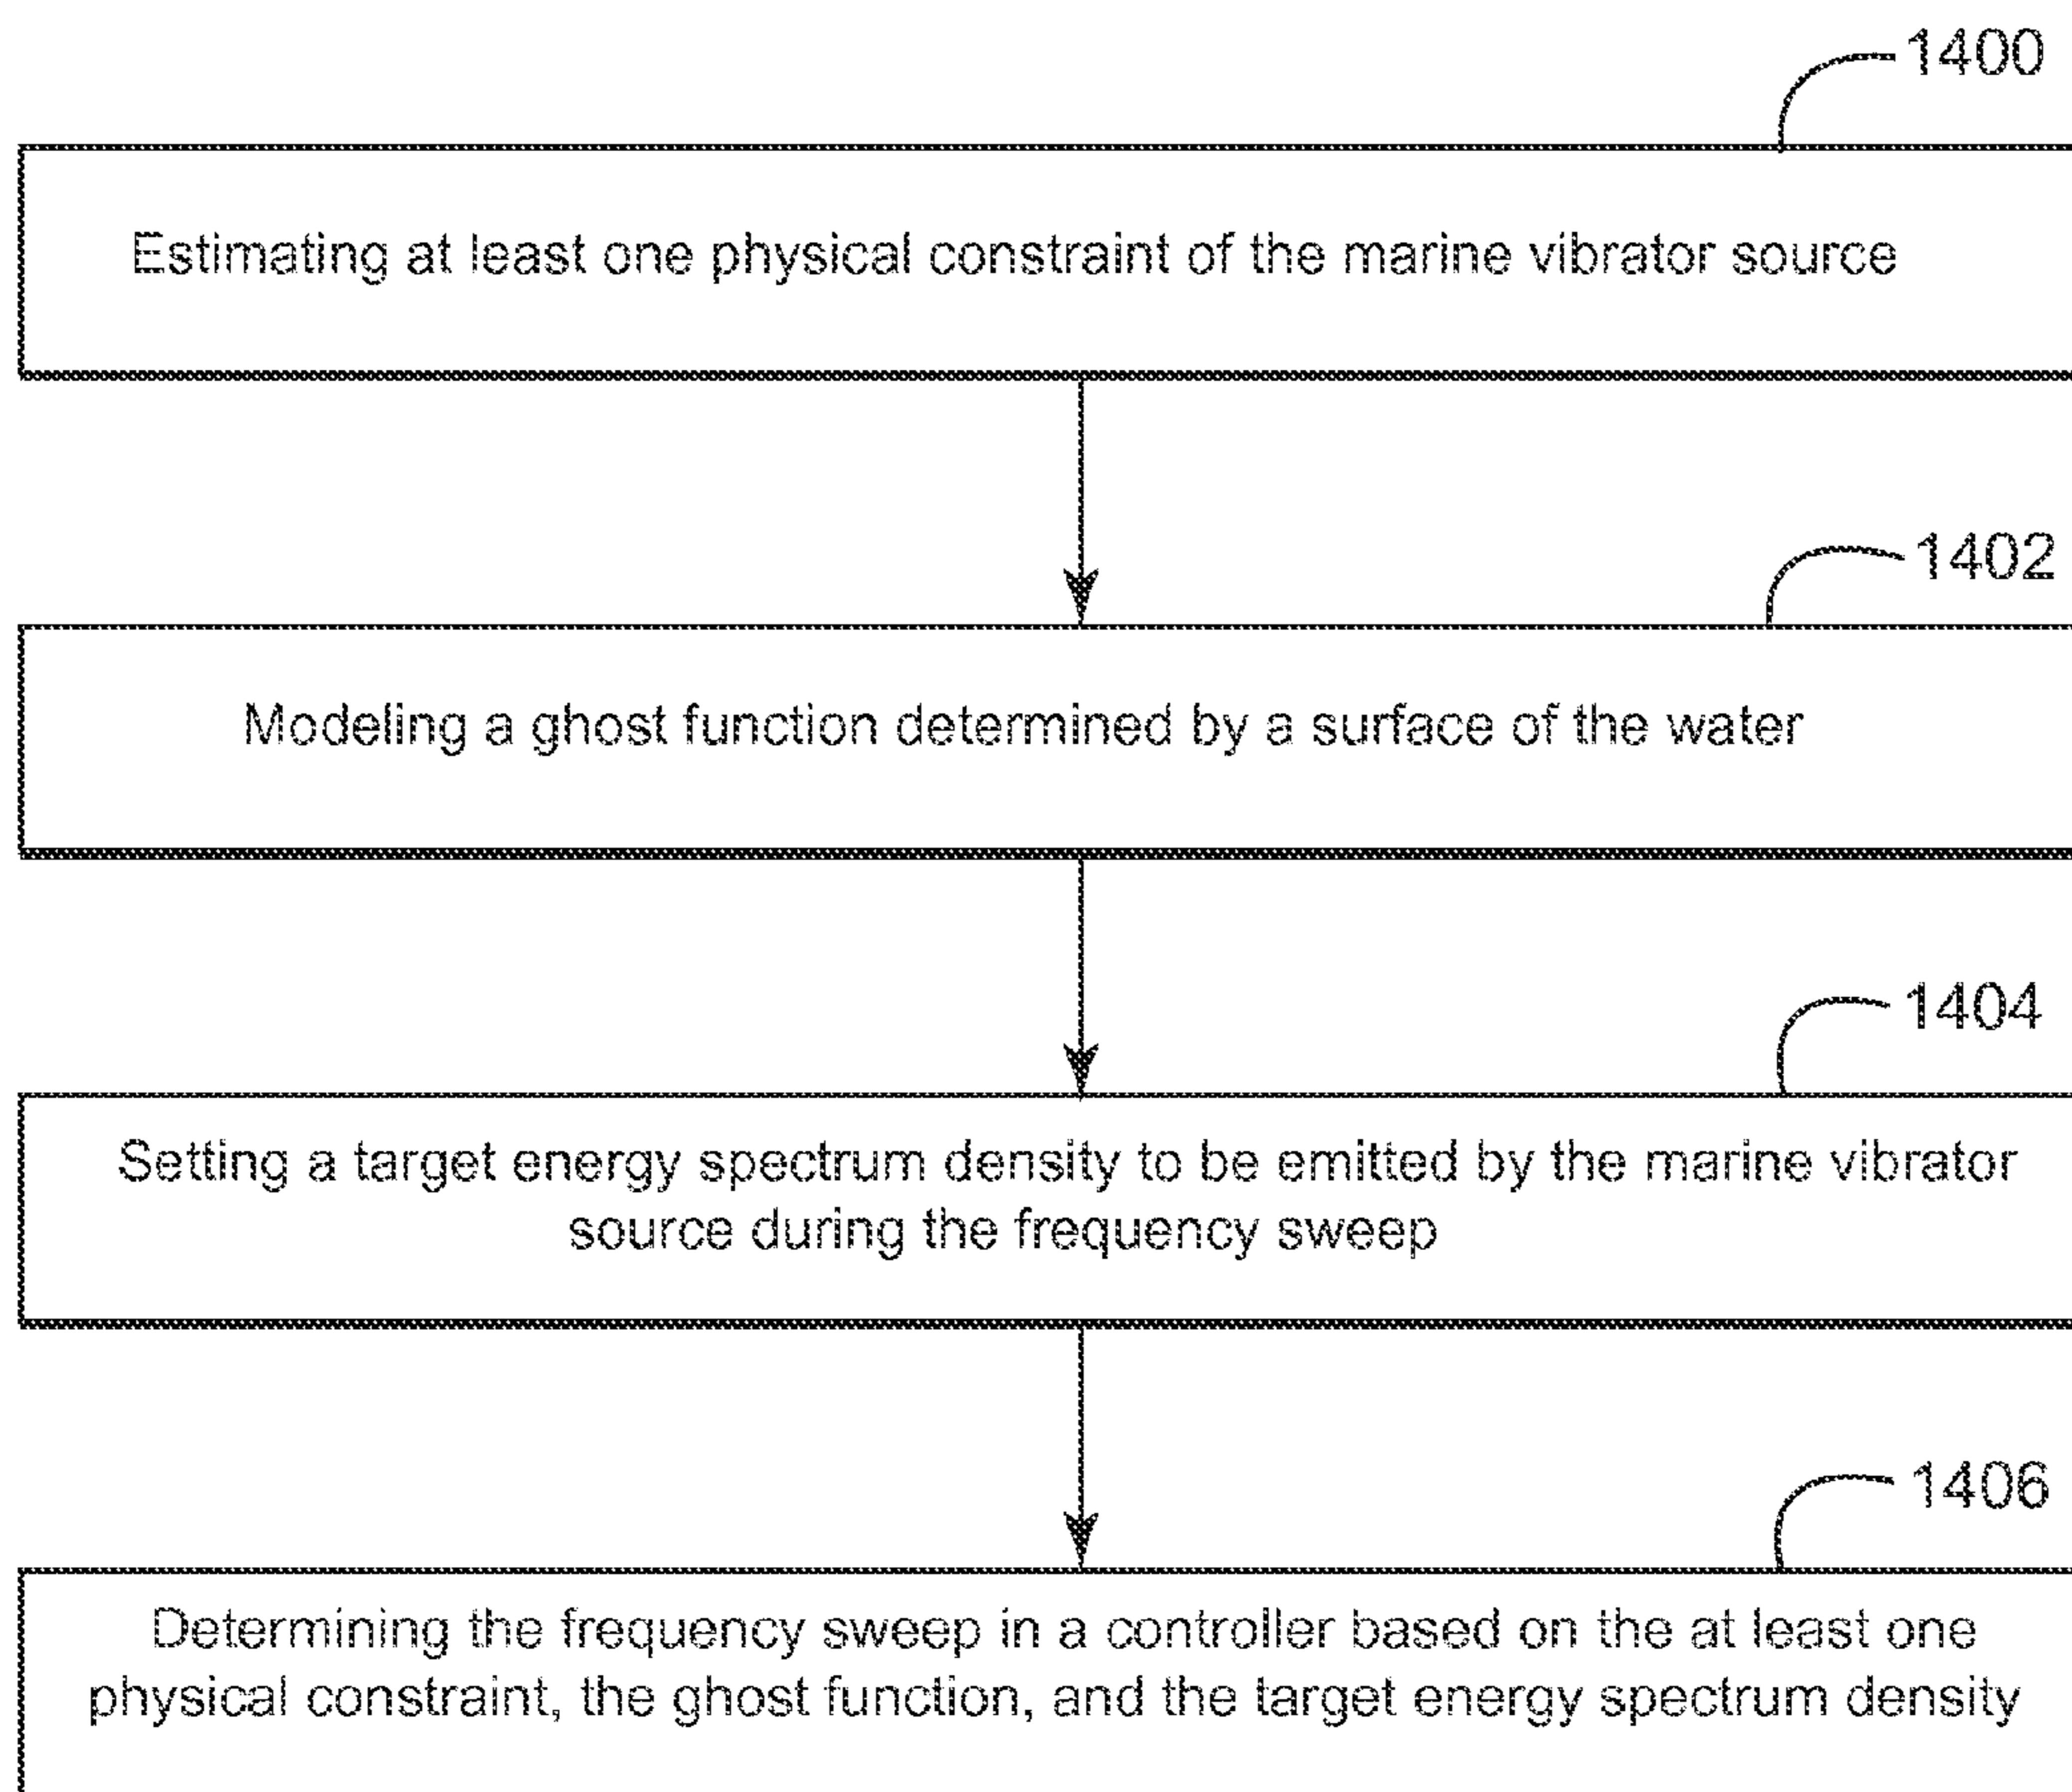 1400
Estimating at least one physical constraint of the marine vibrator source
1402
Modeling a ghost function determined by a surface of the water
1404
Setting a target energy spectrum density to be emitted by the marine vibrator
source during the frequency sweep
1406
Determining the frequency sweep in a controller based on the at least one
physical constraint, the ghost function, and the target energy spectrum density